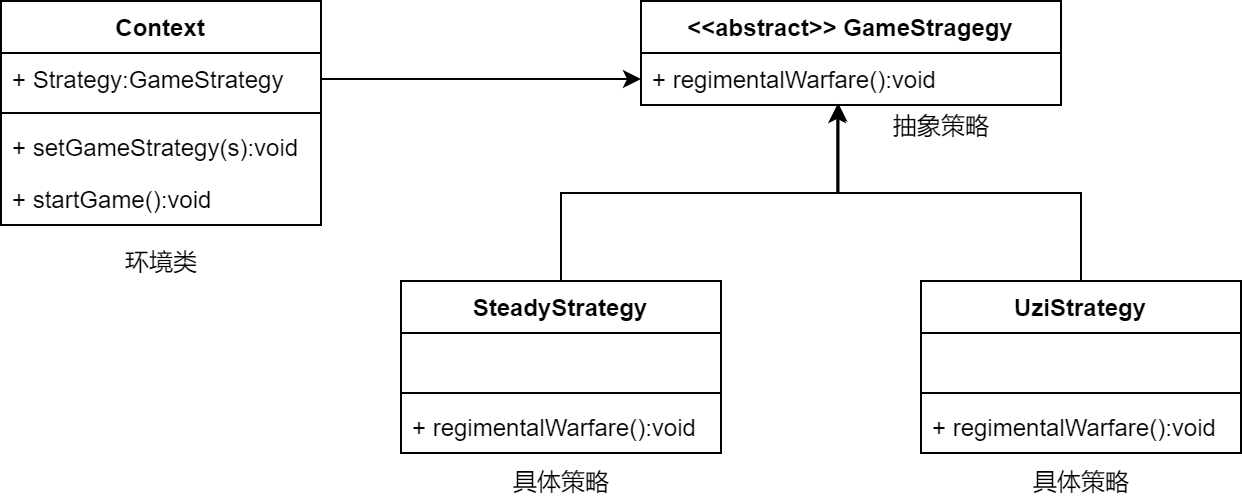 Context
+ Strategy:GameStrategy
+ setGameStrategy(s):void
+ startGame():void
环境类
<<abstract>> GameStragegy
+ regimentalWarfare():void
抽象策略
SteadyStrategy
+ regimentalWarfare():void
具体策略
UziStrategy
+ regimentalWarfare():void
具体策略